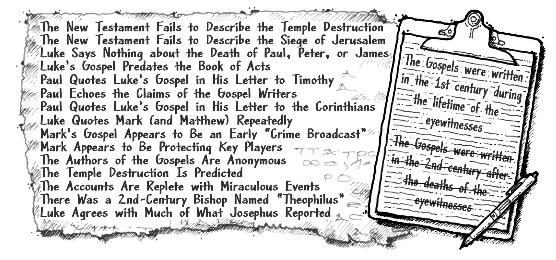 The New Testament Fails to Describe the Temple Destruction
The New Testament Fails to Describe the Siege of Jerusalem
Luke Says Nothing about the Death of Paul, Peter, or James
Luke's Gospel Predates the Book of Acts
Paul Quotes Luke's Gospel in His Letter to Timothy
Paul Echoes the Claims of the Gospel Writers
Paul Quotes Luke's Gospel in His Letter to the Corinthians
Luke Quotes Mark (and Matthew) Repeatedly
Mark's Gospel Appears to Be an Early "Crime Broadcast"
Mark Appears to Be Protecting Key Players
The Authors of the Gospels Are Anonymous
The Temple Destruction Is Predicted
The Accounts Are Replete with Miraculous Events
There Was a 2nd-Century Bishop Named "Theophilus"
Luke Agrees with Much of What Josephus Reported
The Gospels were written
in the 1st century during
the lifetime of the
eyewitnesses
The Gospels were written
in the 2nd century after
the deaths of the
eyewitnesses